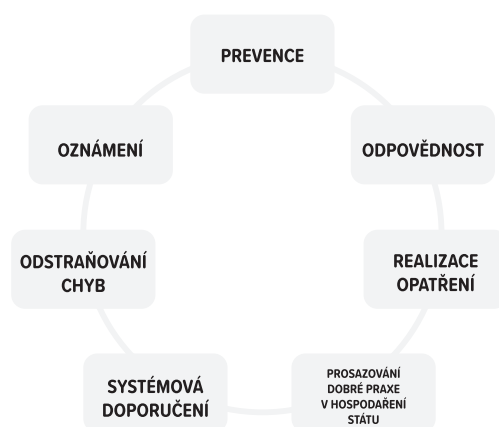 PREVENCE
ODPOVĚDNOST
REALIZACE
OPATŘENÍ
PROSAZOVÁNÍ
DOBRÉ PRAXE
V HOSPODAŘENÍ
STÁTU
SYSTÉMOVÁ
DOPORUČENÍ
ODSTRAŇOVÁNÍ
CHYB
OZNÁMENÍ